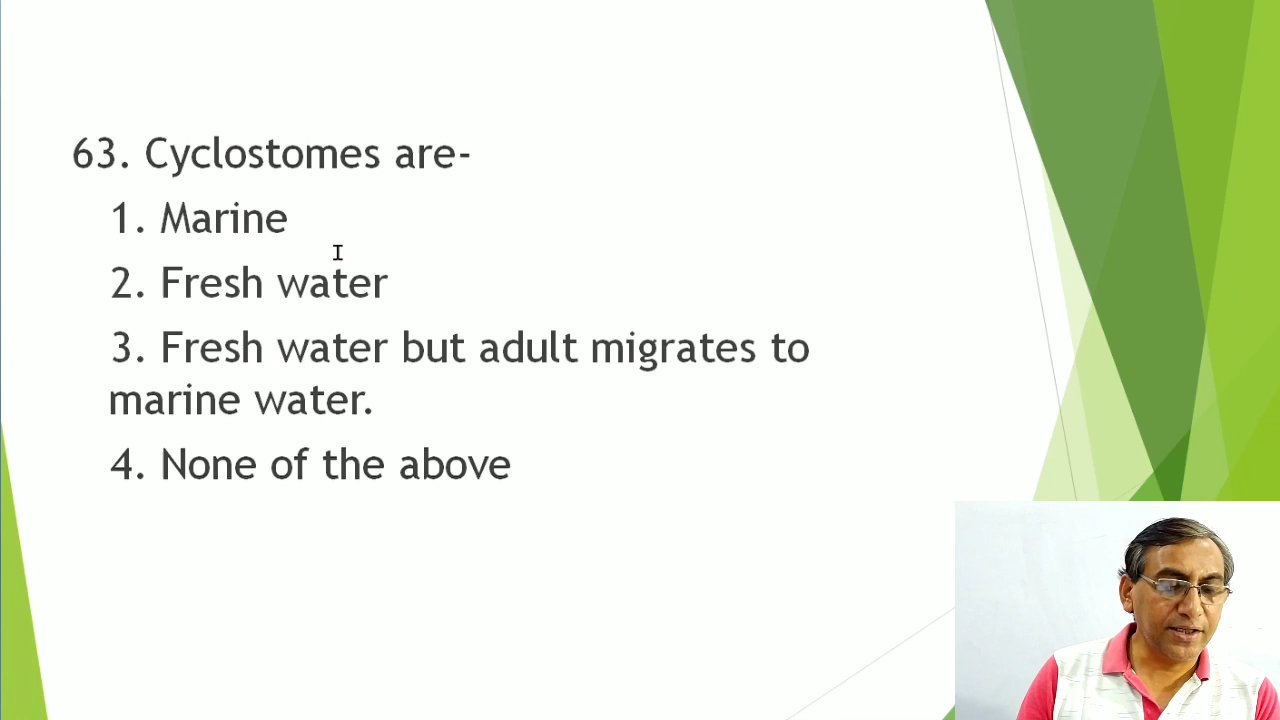 63. Cyclostomes are-
1. Marine
2. Fresh water
3. Fresh water but adult migrates to
marine water.
4. None of the above